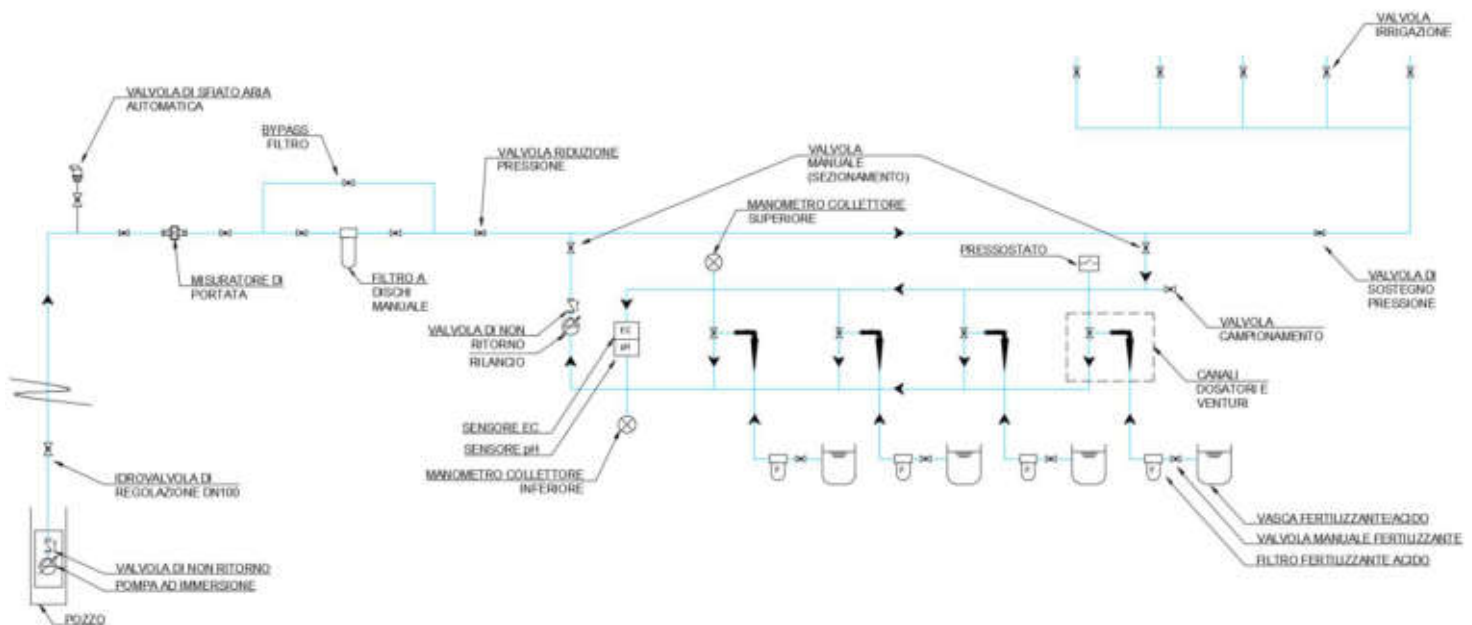 VALVOLA
IRRIGAZIONE
VALVOLA DI SFIATO ARIA
AUTOMATICA
BYPASS
FILTRO
VALVOLA RIDUZIONE
PRESSIONE
VALVOLA
MANUALE
(SEZIONAMENTO)
MANOMETRO COLLETTORE
SUPERIORE
PRESSOSTATO
MISURATORE DI
PORTATA
FILTRO A
DISCHI
MANUALE
VALVOLA DI
SOSTEGNO
PRESSIONE
VALVOLA DI NON
RITORNO
RILANCIO
EC
pH
VALVOLA
CAMPIONAMENTO
CANALI
DOSATORI E
VENTURI
SENSORE EC
SENSORE pH
MANOMETRO COLLETTORE
INFERIORE
F
F
F
F
IDROVALVOLA DI
REGOLAZIONE DN100
VASCA FERTILIZZANTE/ACIDO
VALVOLA MANUALE FERTILIZZANTE
FILTRO FERTILIZZANTE ACIDO
VALVOLA DI NON RITORNO
POMPA AD IMMERSIONE
POZZO